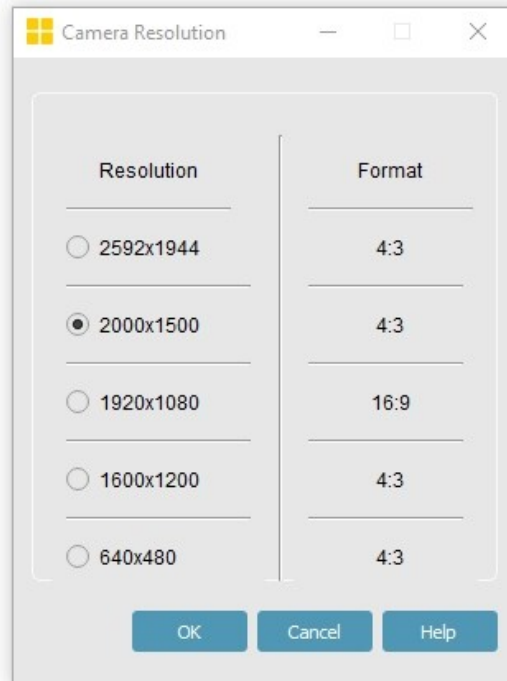 Camera Resolution
Resolution Format
2592x1944 4:3
2000x1500 4:3
1920x1080 16:9
1600x1200 4:3
640x480 4:3
OK Cancel Help